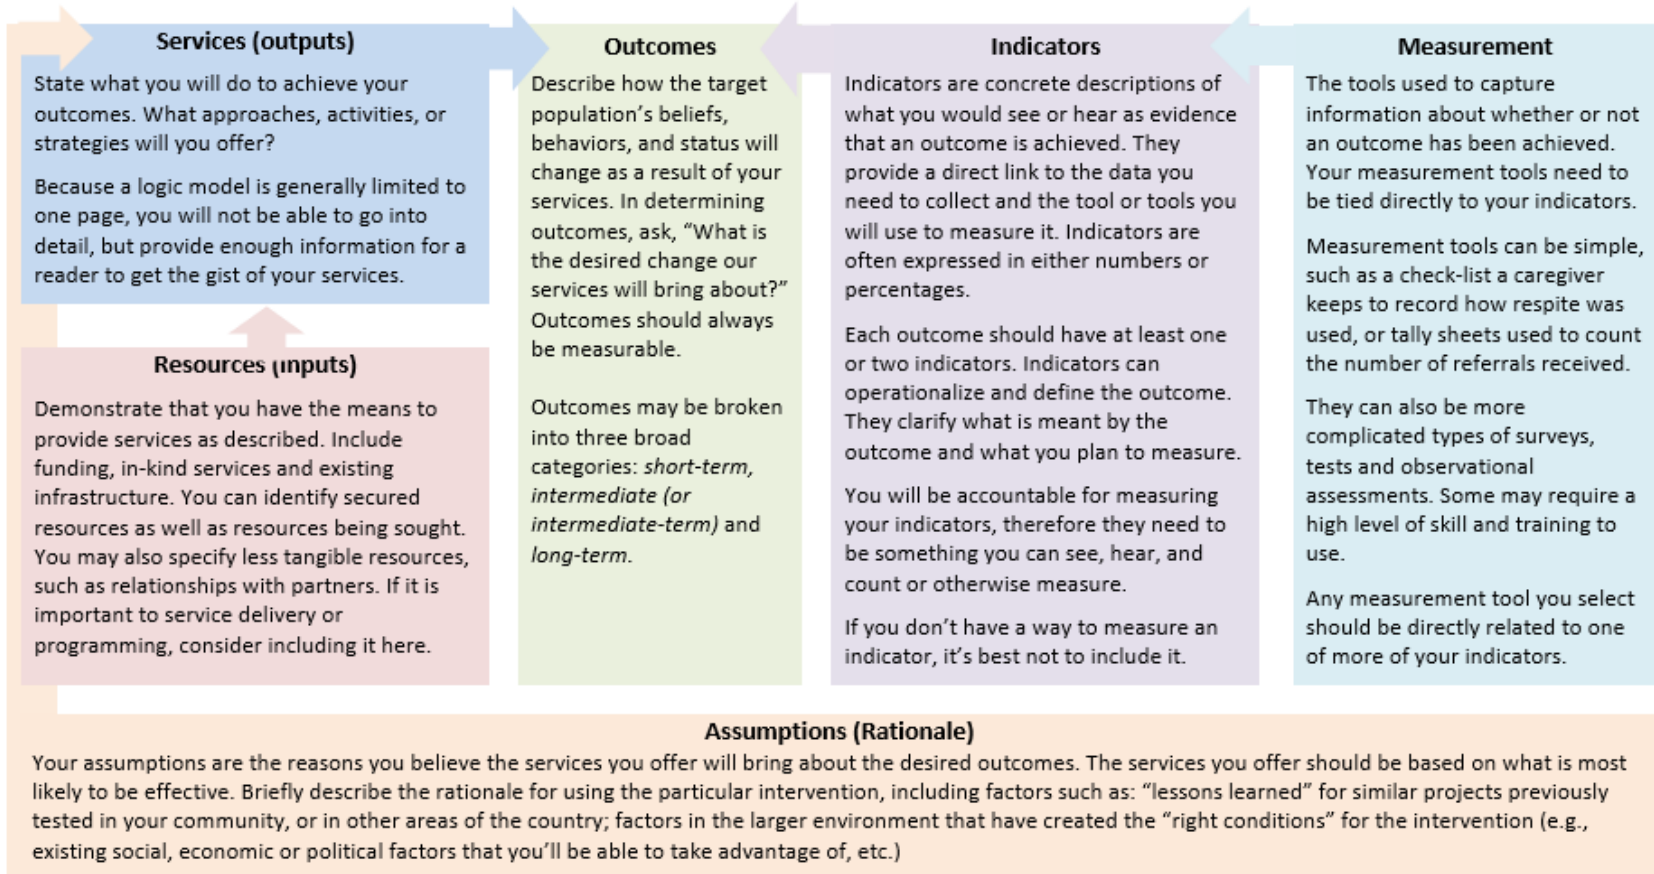 Services (outputs)
State what you will do to achieve your
outcomes. What approaches, activities, or
strategies will you offer?
Because a logic model is generally limited to
one page, you will not be able to go into
detail, but provide enough information for a
reader to get the gist of your services.
Resources (inputs)
Demonstrate that you have the means to
provide services as described. Include
funding, in-kind services and existing
infrastructure. You can identify secured
resources as well as resources being sought.
You may also specify less tangible resources,
such as relationships with partners. If it is
important to service delivery or
programming, consider including it here.
Outcomes
Describe how the target
population's beliefs,
behaviors, and status will
change as a result of your
services. In determining
outcomes, ask, "What is
the desired change our
services will bring about?"
Outcomes should always
be measurable.
Outcomes may be broken
into three broad
categories: short-term,
intermediate (or
intermediate-term) and
long-term.
Indicators
Indicators are concrete descriptions of
what you would see or hear as evidence
that an outcome is achieved. They
provide a direct link to the data you
need to collect and the tool or tools you
will use to measure it. Indicators are
often expressed in either numbers or
percentages.
Each outcome should have at least one
or two indicators. Indicators can
operationalize and define the outcome.
They clarify what is meant by the
outcome and what you plan to measure.
You will be accountable for measuring
your indicators, therefore they need to
be something you can see, hear, and
count or otherwise measure.
If you don't have a way to measure an
indicator, it's best not to include it.
Measurement
The tools used to capture
information about whether or not
an outcome has been achieved.
Your measurement tools need to
be tied directly to your indicators.
Measurement tools can be simple,
such as a check-list a caregiver
keeps to record how respite was
used, or tally sheets used to count
the number of referrals received.
They can also be more
complicated types of surveys,
tests and observational
assessments. Some may require a
high level of skill and training to
use.
Any measurement tool you select
should be directly related to one
of more of your indicators.
Assumptions (Rationale)
Your assumptions are the reasons you believe the services you offer will bring about the desired outcomes. The services you offer should be based on what is most
likely to be effective. Briefly describe the rationale for using the particular intervention, including factors such as: "lessons learned" for similar projects previously
tested in your community, or in other areas of the country; factors in the larger environment that have created the "right conditions" for the intervention (e.g.,
existing social, economic or political factors that you'll be able to take advantage of, etc.)